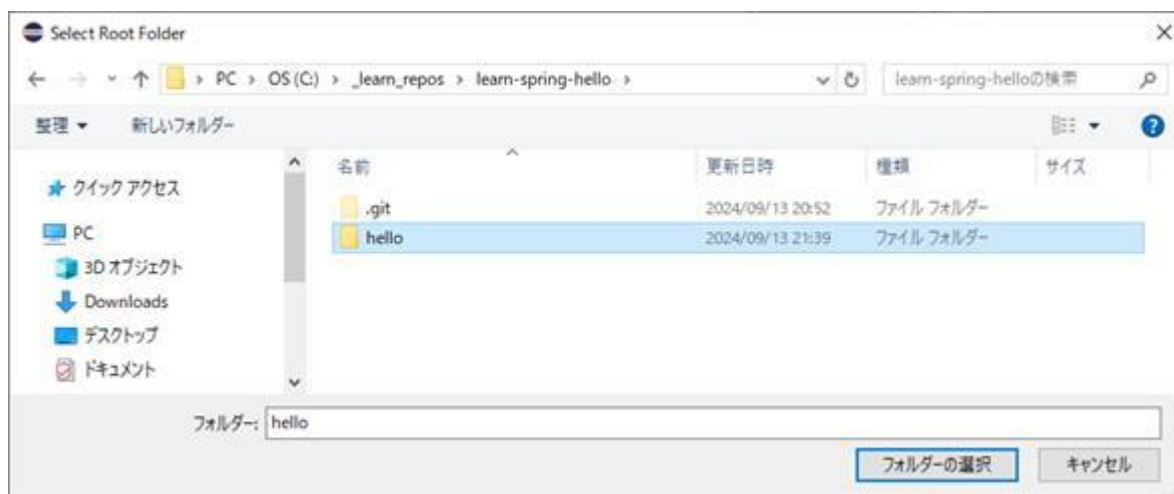 Select Root Folder
PC > OS (C:) > _learn_repos > learn-spring-hello >
learn-spring-helloの検索
整理 新しいフォルダー
名前 更新日時 種類 サイズ
クイック アクセス
PC
3D オブジェクト
Downloads
デスクトップ
ドキュメント
.git 2024/09/13 20:52 ファイル フォルダー
hello 2024/09/13 21:39 ファイル フォルダー
フォルダー: hello
フォルダーの選択 キャンセル